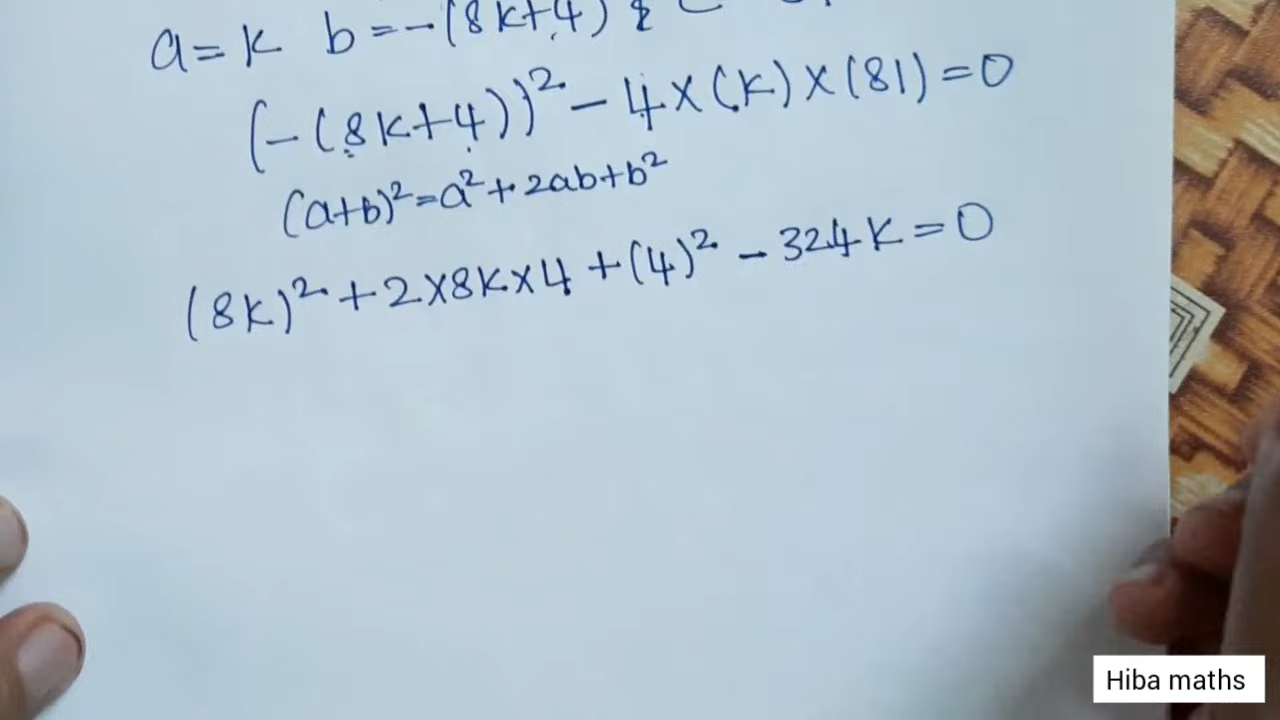 a = k b = -(8k+4)
(-(8k+4))² - 4×(k)×(81) = 0
(a+b)² = a² + 2ab + b²
(8k)² + 2×8k×4 + (4)² - 324k = 0
Hiba maths